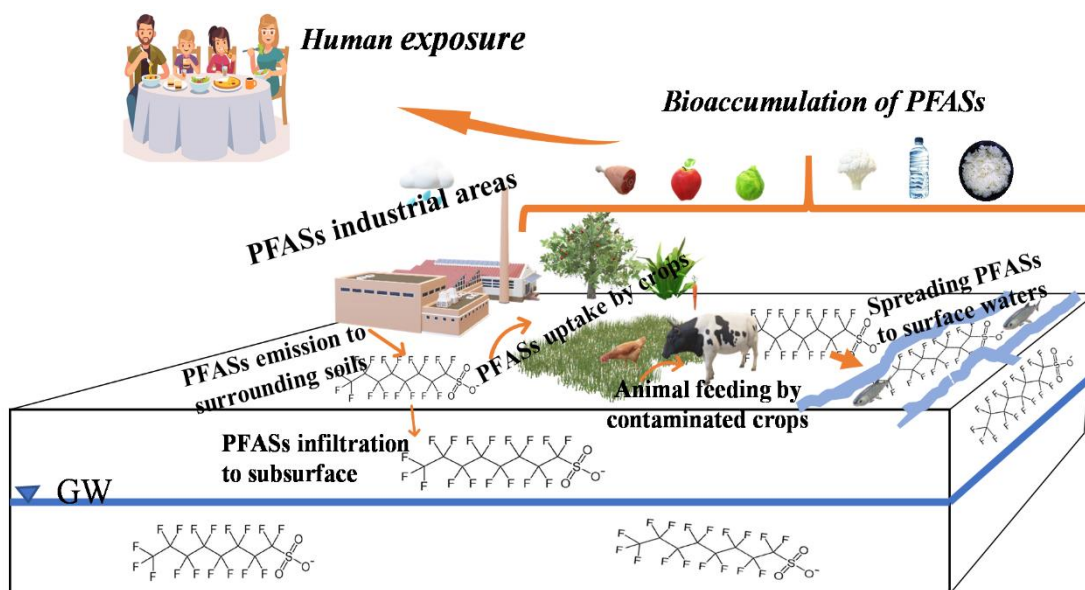 Human exposure
Bioaccumulation of PFASs
PFASs industrial areas
PFASs emission to
surrounding soils
PFASs uptake by crops
Spreading PFASs
to surface waters
Animal feeding by
contaminated crops
PFASs infiltration
to subsurface
GW